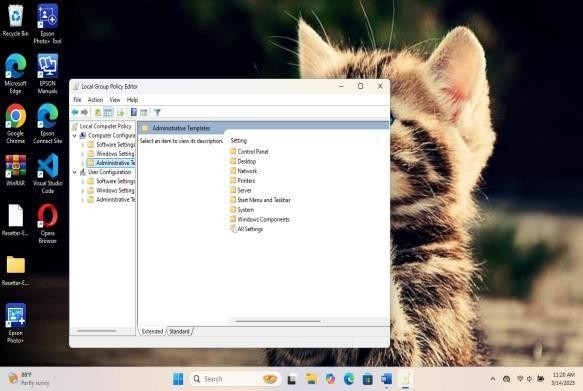 Recycle Bin
Epson
Photo+ Tool
Microsoft
Edge
EPSON
Manuals
Google
Chrome
Epson
Connect Site
WinRAR
Visual Studio
Code
Resetter-E...
Opera
Browser
Resetter-E...
Epson
Photo+
Local Group Policy Editor
File Action View Help
Local Computer Policy
Computer Configura
Software Settings
Windows Setting
Administrative Te
User Configuration
Software Settings
Windows Setting
Administrative Te
Administrative Templates
Select an item to view its description.
Setting
Control Panel
Desktop
Network
Printers
Server
Start Menu and Taskbar
System
Windows Components
All Settings
Extended Standard
88°F
Partly sunny
Search
11:20 AM
3/14/2025